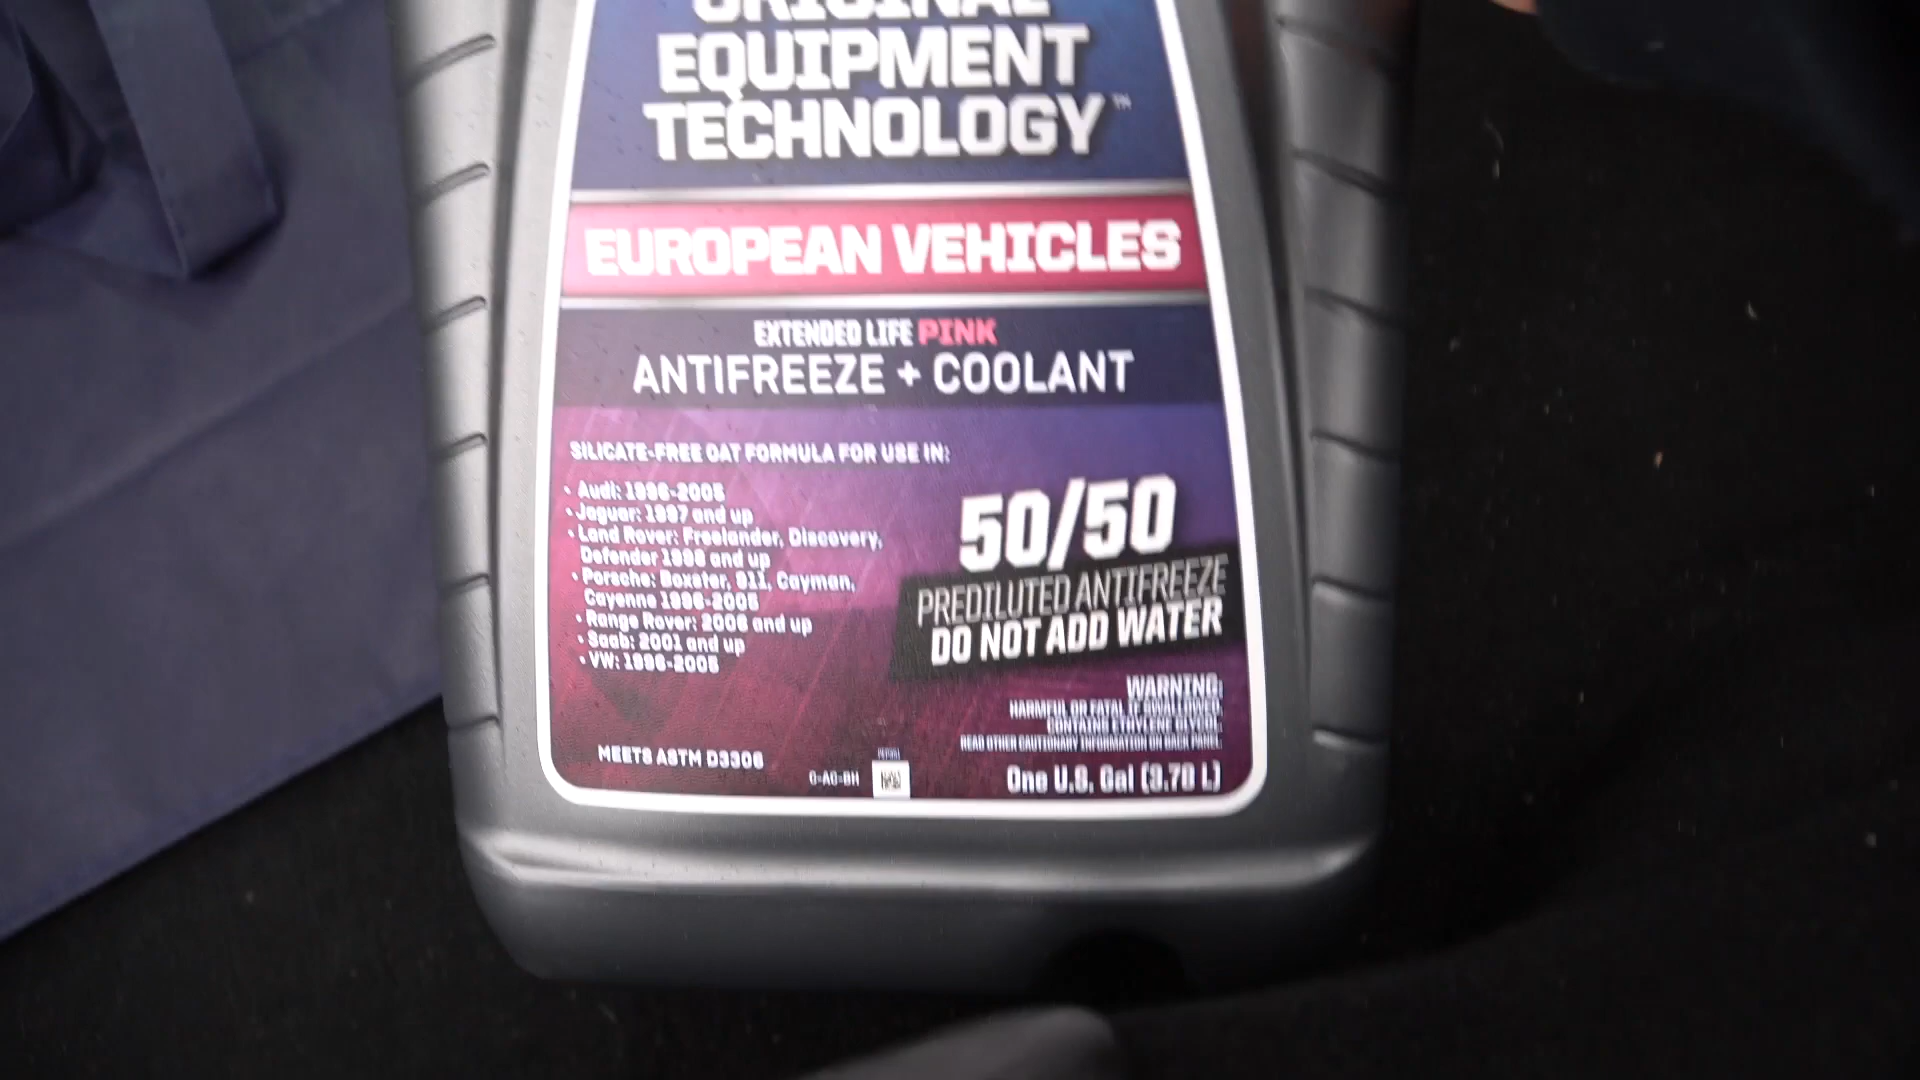 ORIGINAL
EQUIPMENT
TECHNOLOGY™
EUROPEAN VEHICLES
EXTENDED LIFE PINK
ANTIFREEZE + COOLANT
SILICATE-FREE OAT FORMULA FOR USE IN:
• Audi: 1996-2005
• Jaguar: 1997 and up
• Land Rover: Freelander, Discovery,
Defender 1998 and up
• Porsche: Boxster, 911, Cayman,
Cayenne 1996-2005
• Range Rover: 2006 and up
• Saab: 2001 and up
• VW: 1996-2005
50/50
PREDILUTED ANTIFREEZE
DO NOT ADD WATER
WARNING:
HARMFUL OR FATAL IF SWALLOWED.
CONTAINS ETHYLENE GLYCOL.
READ OTHER CAUTIONARY INFORMATION ON BACK PANEL.
MEETS ASTM D3306
One U.S. Gal (3.78 L)